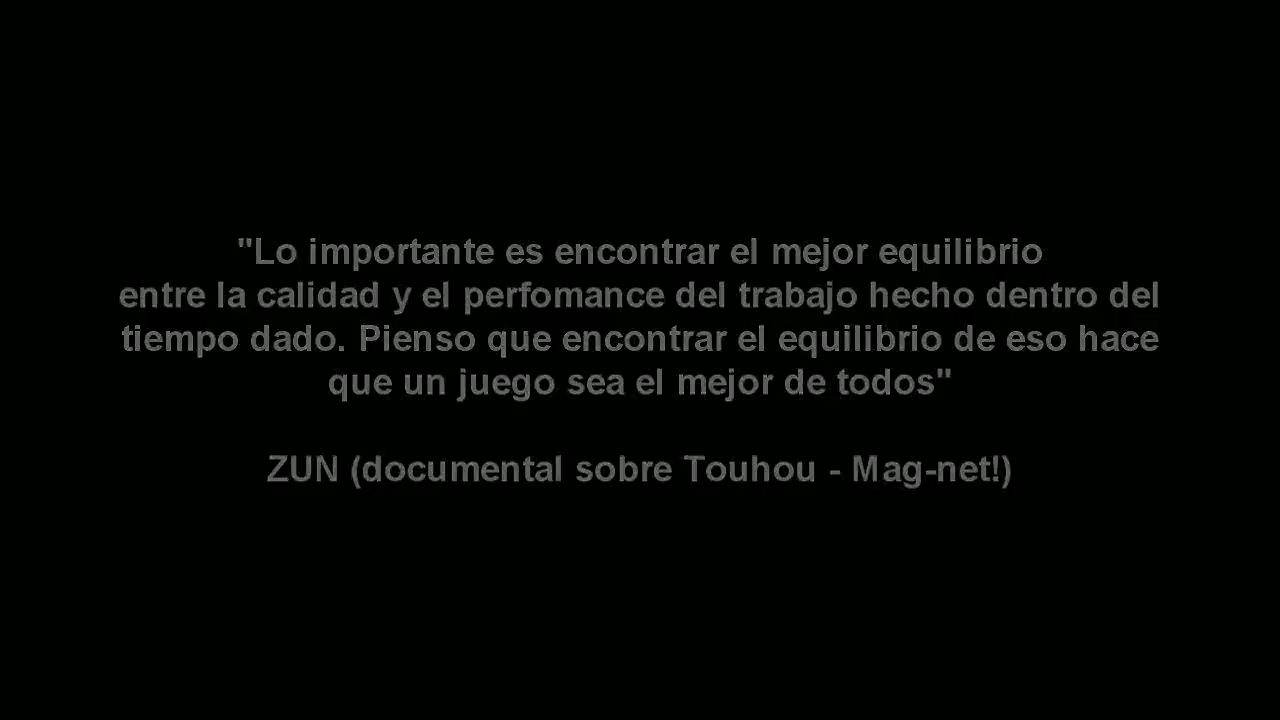 "Lo importante es encontrar el mejor equilibrio
entre la calidad y el perfomance del trabajo hecho dentro del
tiempo dado. Pienso que encontrar el equilibrio de eso hace
que un juego sea el mejor de todos"
ZUN (documental sobre Touhou - Mag-net!)